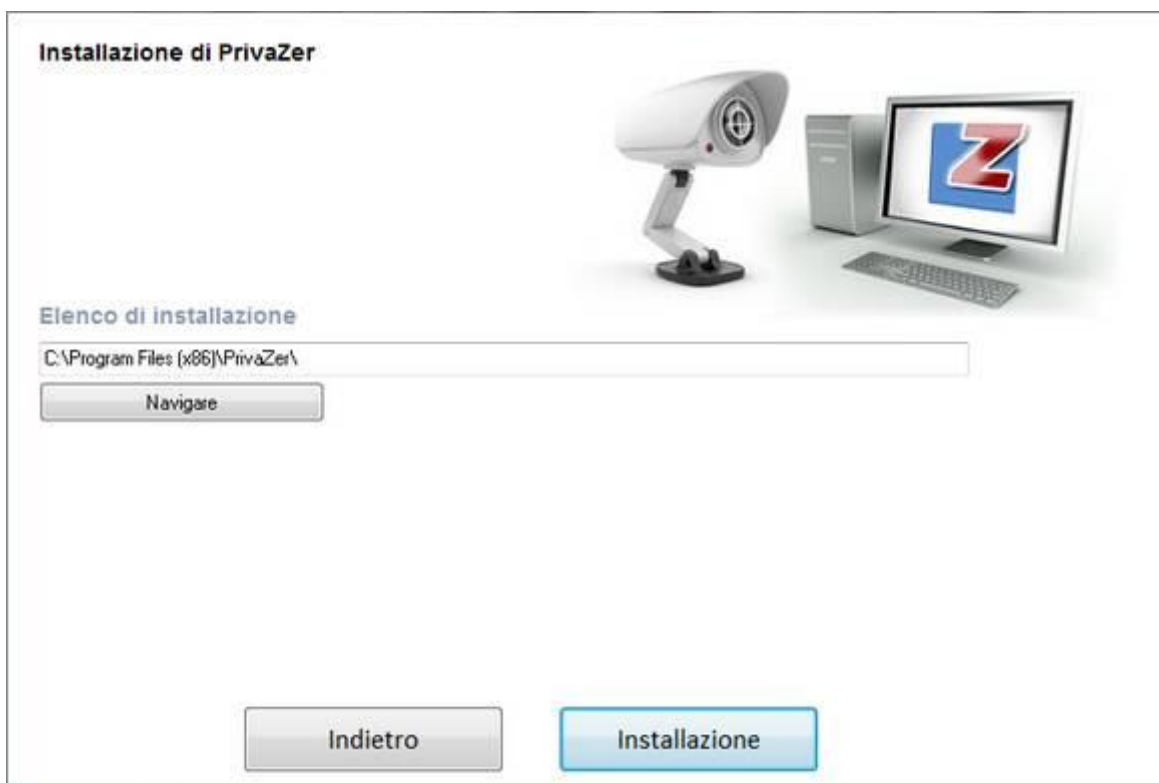 Installazione di PrivaZer
Z
Elenco di installazione
C:\Program Files (x86)\PrivaZer\
Navigare
Indietro
Installazione